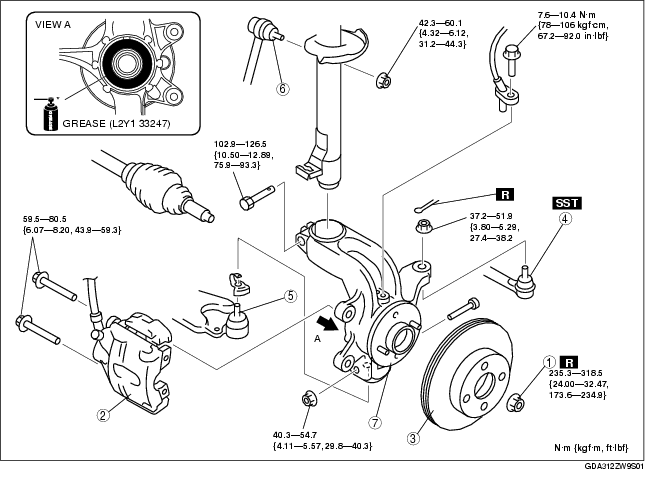 VIEW A
GREASE (L2Y1 33247)
6
42.3—60.1
{4.32—6.12,
31.2—44.3}
7.6—10.4 N·m
{78—106 kgf·cm,
67.2—92.0 in·lbf}
102.9—126.5
{10.50—12.89,
75.9—93.3}
R
37.2—51.9
{3.80—5.29,
27.4—38.2
SST
4
59.5—80.5
{6.07—8.20, 43.9—59.3}
5
A
1 R
235.3—318.5
{24.00—32.47,
173.6—234.9}
2
7
3
40.3—54.7
{4.11—5.57, 29.8—40.3}
N·m {kgf·m, ft·lbf}
GDA312ZW9S01